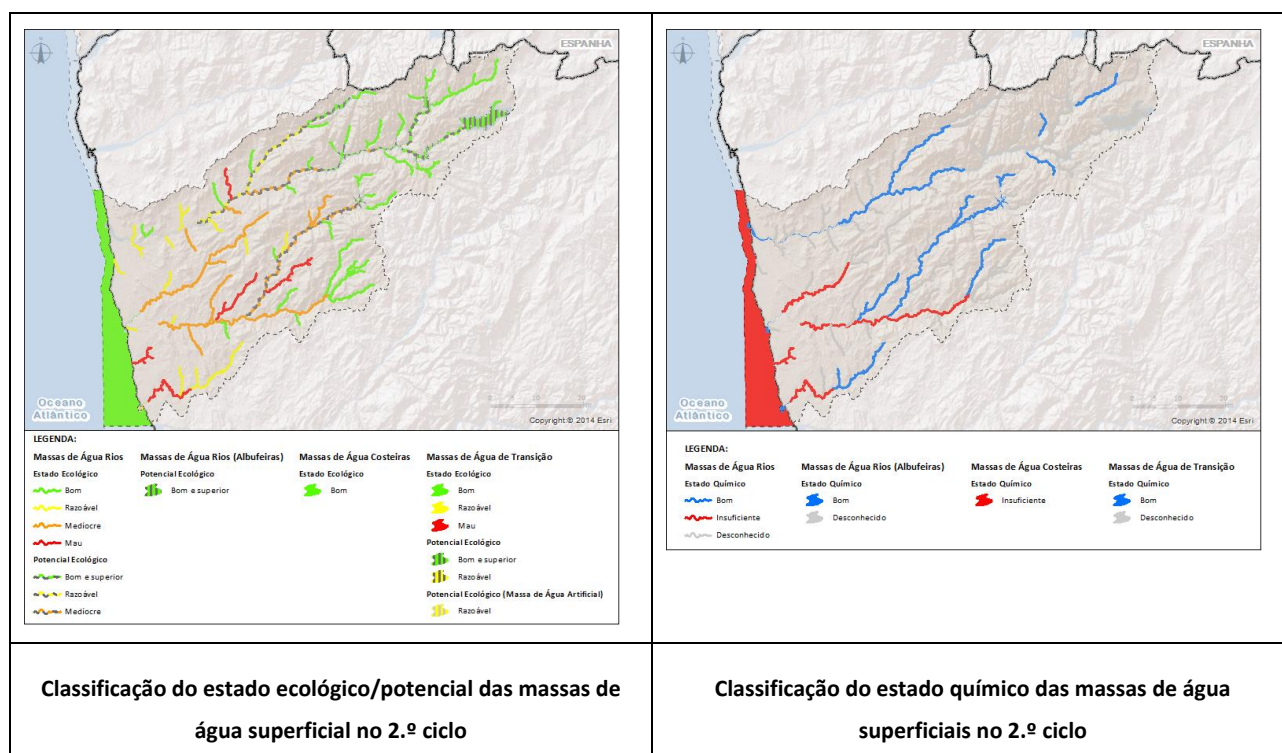 ESPANHA
Oceano
Atlântico
Copyright © 2014 Esri
LEGENDA:
Massas de Água Rios
Estado Ecológico
Bom
Razoável
Medíocre
Mau
Potencial Ecológico
Bom e superior
Razoável
Medíocre
Massas de Água Rios (Albufeiras)
Potencial Ecológico
Bom e superior
Massas de Água Costeiras
Estado Ecológico
Bom
Massas de Água de Transição
Estado Ecológico
Bom
Razoável
Mau
Potencial Ecológico
Bom e superior
Razoável
Potencial Ecológico (Massa de Água Artificial)
Razoável
Classificação do estado ecológico/potencial das massas de
água superficial no 2.º ciclo
ESPANHA
Oceano
Atlântico
Copyright © 2014 Esri
LEGENDA:
Massas de Água Rios
Estado Químico
Bom
Insuficiente
Desconhecido
Massas de Água Rios (Albufeiras)
Estado Químico
Bom
Desconhecido
Massas de Água Costeiras
Estado Químico
Insuficiente
Massas de Água de Transição
Estado Químico
Bom
Desconhecido
Classificação do estado químico das massas de água
superficiais no 2.º ciclo